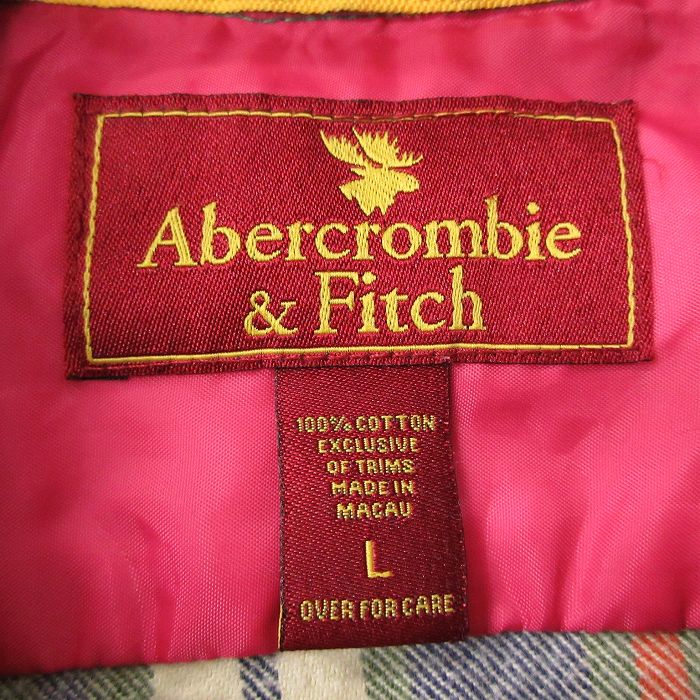 Abercrombie
& Fitch
100% COTTON
EXCLUSIVE
OF TRIMS
MADE IN
MACAU
L
OVER FOR CARE